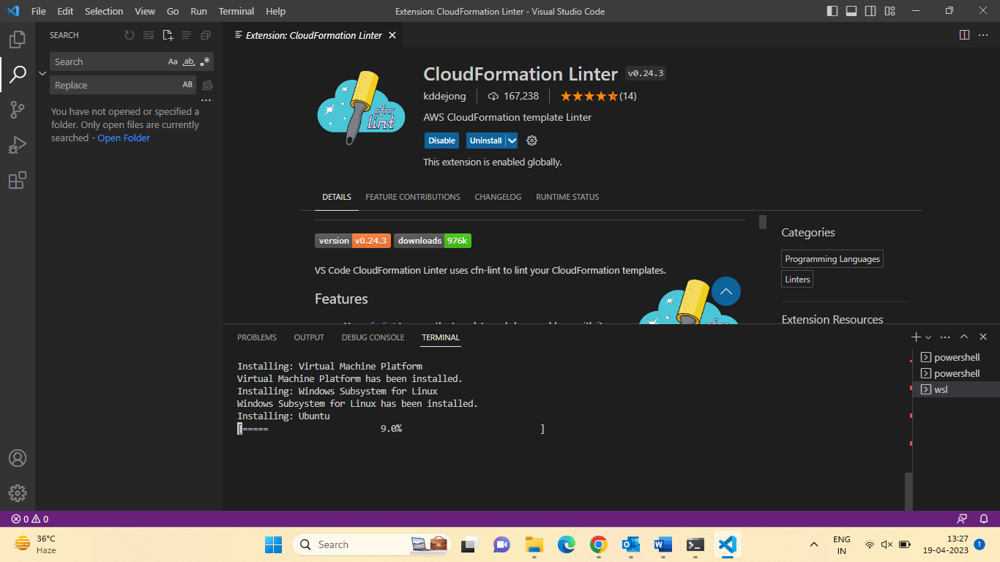 File Edit Selection View Go Run Terminal Help
Extension: CloudFormation Linter - Visual Studio Code
SEARCH
Search
Aa ab .*
Replace
AB
...
You have not opened or specified a
folder. Only open files are currently
searched - Open Folder
Extension: CloudFormation Linter
cfn-
lint
CloudFormation Linter v0.24.3
kddejong 167,238 (14)
AWS CloudFormation template Linter
Disable Uninstall
This extension is enabled globally.
DETAILS FEATURE CONTRIBUTIONS CHANGELOG RUNTIME STATUS
version v0.24.3 downloads 976k
VS Code CloudFormation Linter uses cfn-lint to lint your CloudFormation templates.
Features
Categories
Programming Languages
Linters
Extension Resources
PROBLEMS OUTPUT DEBUG CONSOLE TERMINAL
Installing: Virtual Machine Platform
Virtual Machine Platform has been installed.
Installing: Windows Subsystem for Linux
Windows Subsystem for Linux has been installed.
Installing: Ubuntu
[===== 9.0% ]
powershell
powershell
wsl
0 0
36°C
Haze
Search
ENG
IN
13:27
19-04-2023
1